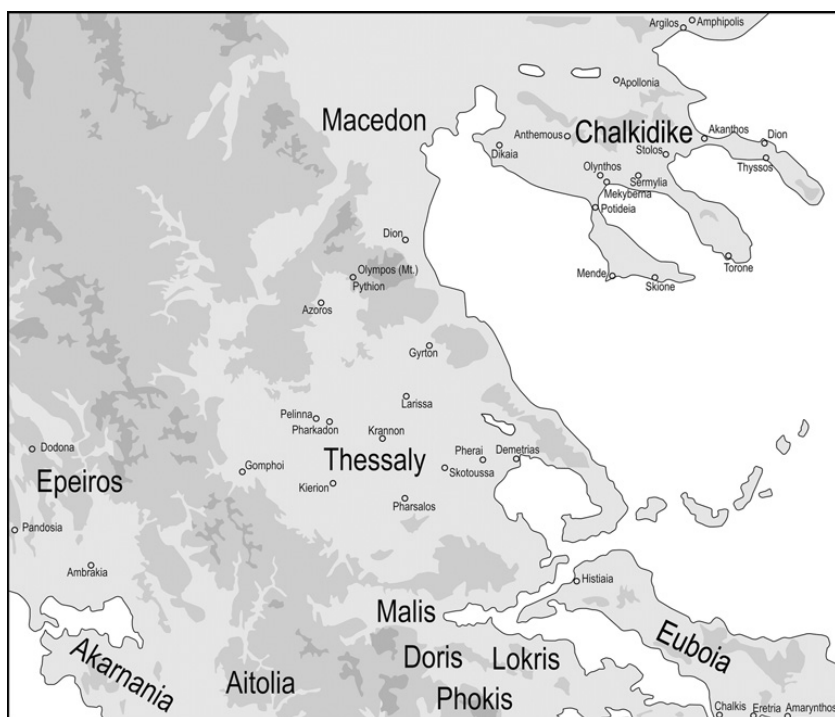 Argilos
Amphipolis
Apollonia
Macedon
Anthemous
Chalkidike
Akanthos
Dion
Dikaia
Stolos
Thyssos
Olynthos
Sermylia
Mekyberna
Potideia
Dion
Torone
Olympos (Mt.)
Pythion
Mende
Skione
Azoros
Gyrton
Larissa
Pelinna
Pharkadon
Krannon
Dodona
Pherai
Demetrias
Thessaly
Gomphoi
Skotoussa
Epeiros
Kierion
Pharsalos
Pandosia
Ambrakia
Histiaia
Malis
Euboia
Akarnania
Doris
Lokris
Aitolia
Phokis
Chalkis
Eretria
Amarynthos